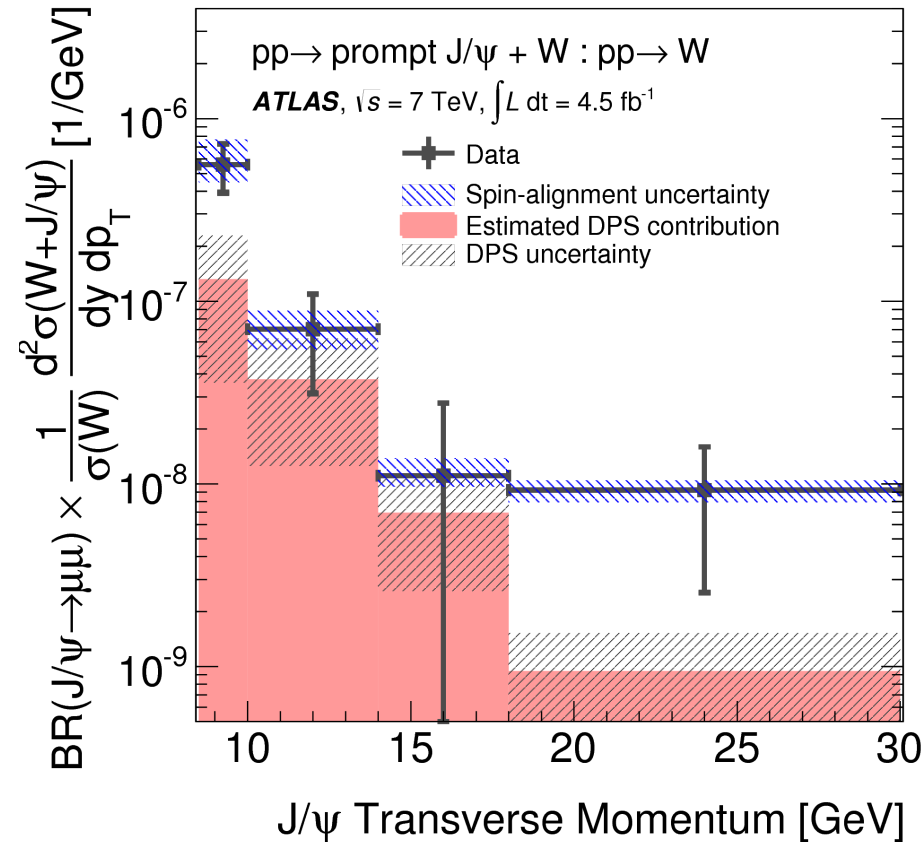 pp→ prompt J/ψ + W : pp→ W
ATLAS, √s = 7 TeV, ∫L dt = 4.5 fb⁻¹
Data
Spin-alignment uncertainty
Estimated DPS contribution
DPS uncertainty
BR(J/ψ→μμ) × 1/σ(W) d²σ(W+J/ψ)/dy dp_T [1/GeV]
10⁻⁶
10⁻⁷
10⁻⁸
10⁻⁹
10 15 20 25 30
J/ψ Transverse Momentum [GeV]